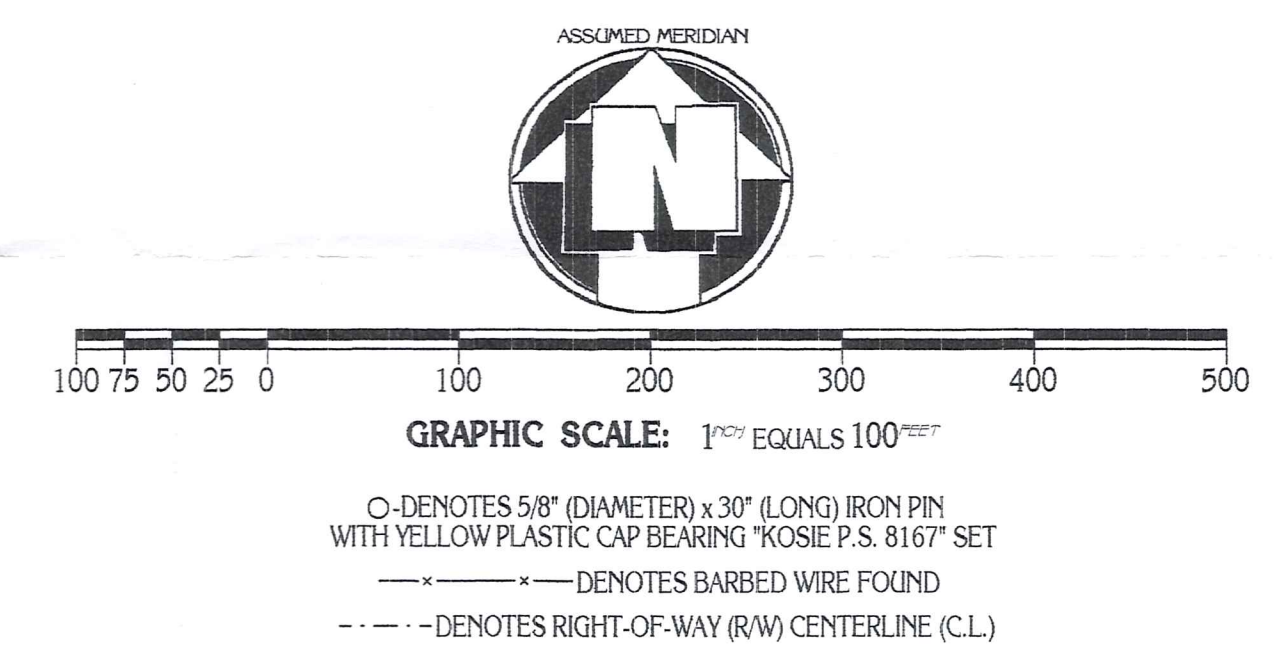 ASSUMED MERIDIAN
N
100 75 50 25 0 100 200 300 400 500
GRAPHIC SCALE: 1INCH EQUALS 100FEET
O-DENOTES 5/8" (DIAMETER) x 30" (LONG) IRON PIN
WITH YELLOW PLASTIC CAP BEARING "KOSIE P.S. 8167" SET
—x———x—DENOTES BARBED WIRE FOUND
-·—·-DENOTES RIGHT-OF-WAY (R/W) CENTERLINE (C.L.)